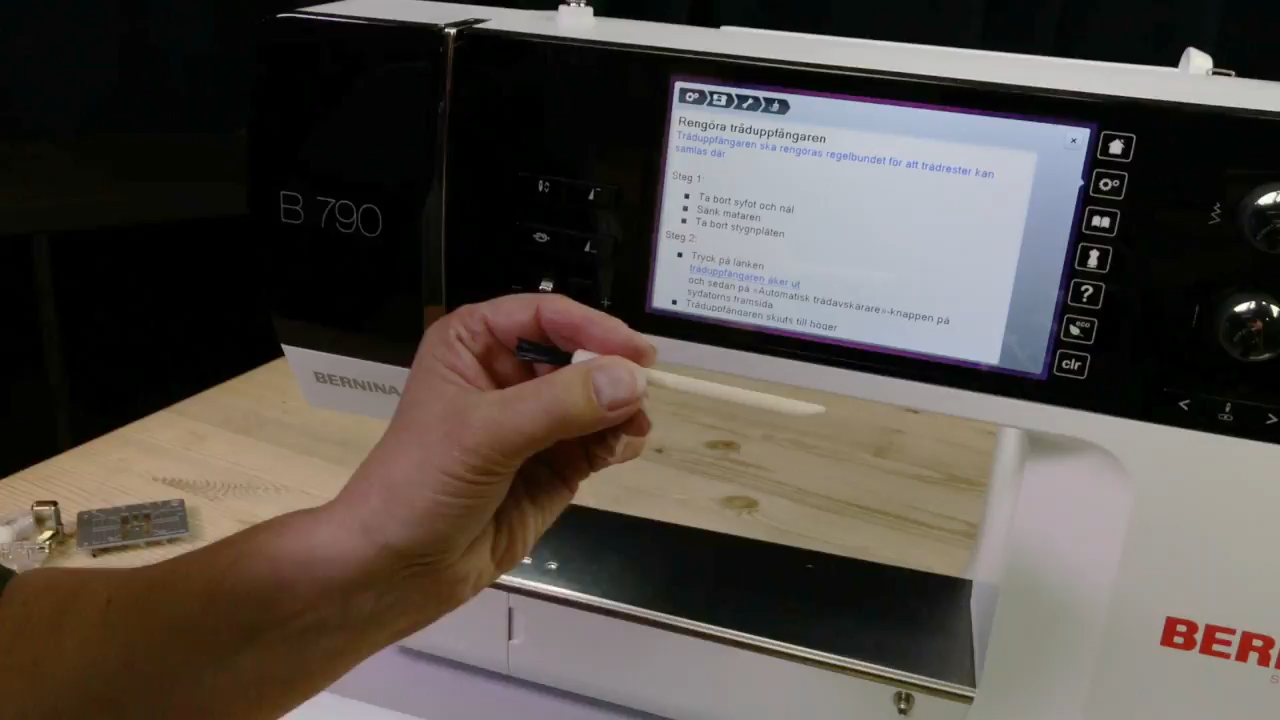 B 790
Rengöra tråduppfångaren
Tråduppfångaren ska rengöras regelbundet för att trådrester kan
samlas där
Steg 1:
Ta bort syfot och nål
Sänk mataren
Ta bort stygnplåten
Steg 2:
Tryck på länken
tråduppfångaren åker ut
och sedan på «Automatisk trådavskärare»-knappen på
sydatorns framsida
Tråduppfångaren skjuts till höger
?
eco
clr
BERNINA
BER